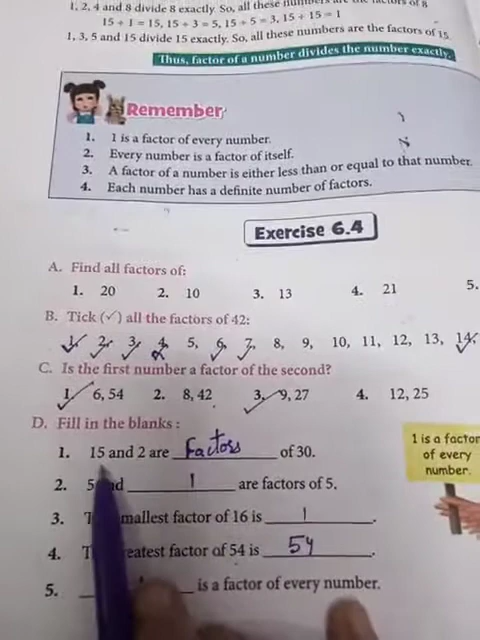 1, 2, 4 and 8 divide 8 exactly. So, all these numbers are the factors of 8
15 ÷ 1 = 15, 15 ÷ 3 = 5, 15 ÷ 5 = 3, 15 ÷ 15 = 1
1, 3, 5 and 15 divide 15 exactly. So, all these numbers are the factors of 15.
Thus, factor of a number divides the number exactly.
Remember
1. 1 is a factor of every number.
2. Every number is a factor of itself.
3. A factor of a number is either less than or equal to that number.
4. Each number has a definite number of factors.
Exercise 6.4
A. Find all factors of:
1. 20 2. 10 3. 13 4. 21 5.
B. Tick (✓) all the factors of 42:
1, 2, 3, 4, 5, 6, 7, 8, 9, 10, 11, 12, 13, 14,
C. Is the first number a factor of the second?
1. 6, 54 2. 8, 42 3. 9, 27 4. 12, 25
D. Fill in the blanks :
1. 15 and 2 are factors of 30.
2. 5 1 are factors of 5.
3. factor of 16 is 1.
4. factor of 54 is 54.
5. is a factor of every number.
1 is a factor
of every
number.